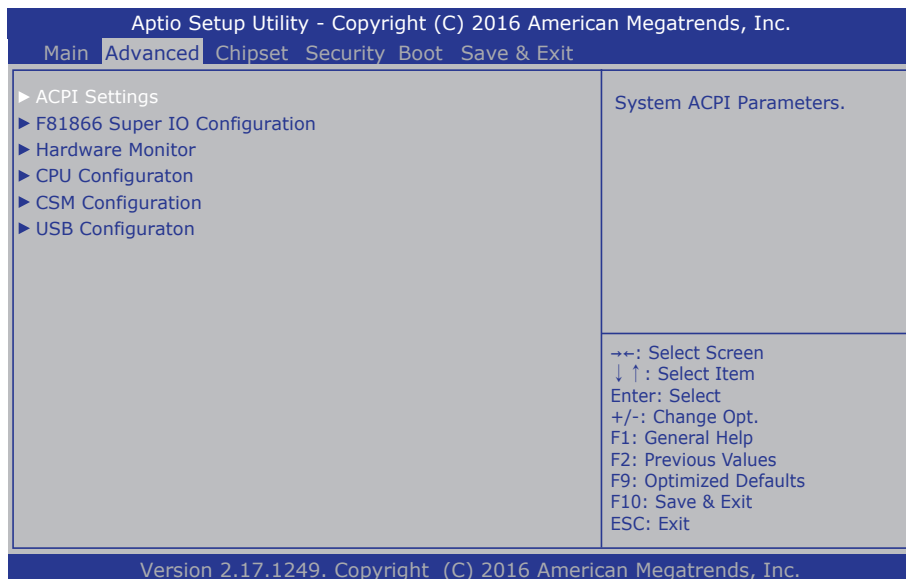 Aptio Setup Utility - Copyright (C) 2016 American Megatrends, Inc.
Main Advanced Chipset Security Boot Save & Exit
▶ ACPI Settings
▶ F81866 Super IO Configuration
▶ Hardware Monitor
▶ CPU Configuraton
▶ CSM Configuration
▶ USB Configuraton
System ACPI Parameters.
→←: Select Screen
↓↑: Select Item
Enter: Select
+/-: Change Opt.
F1: General Help
F2: Previous Values
F9: Optimized Defaults
F10: Save & Exit
ESC: Exit
Version 2.17.1249. Copyright (C) 2016 American Megatrends, Inc.